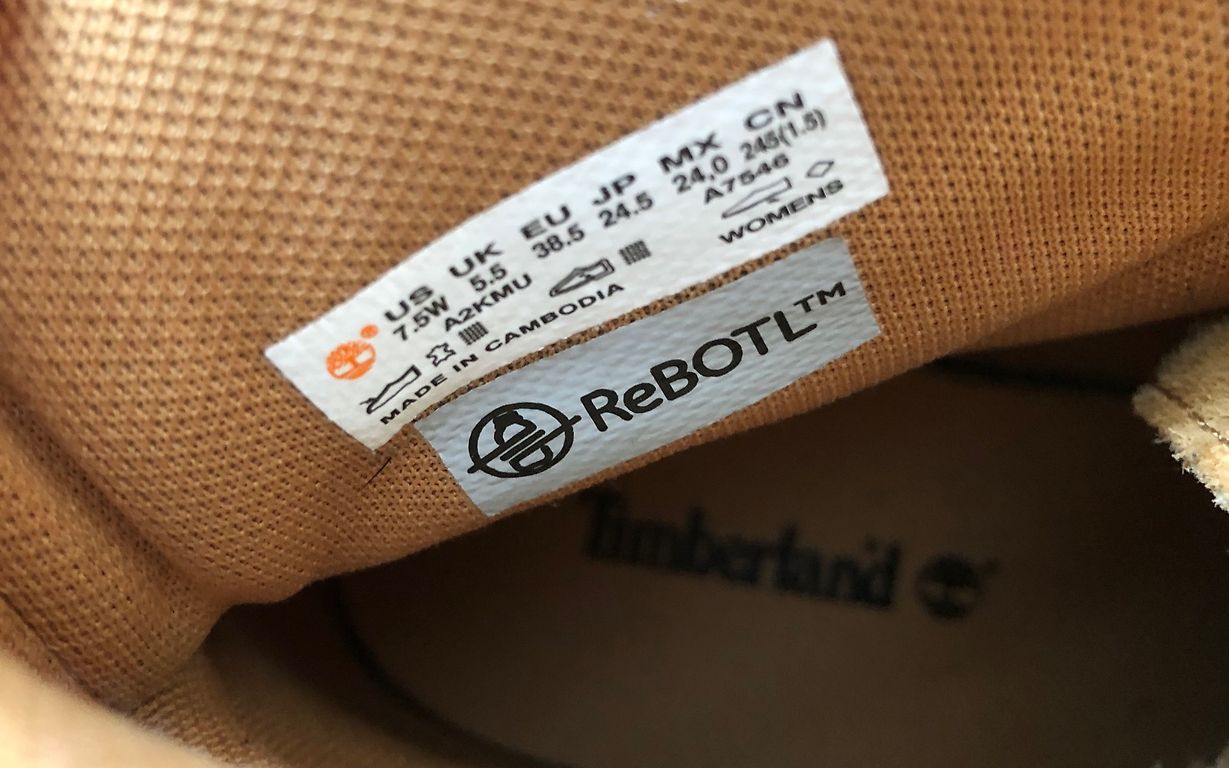 US UK EU JP MX CN
7.5W 5.5 38.5 24.5 24,0 245(1.5)
A2KMU A7546
WOMENS
MADE IN CAMBODIA
ReBOTL™
Timberland